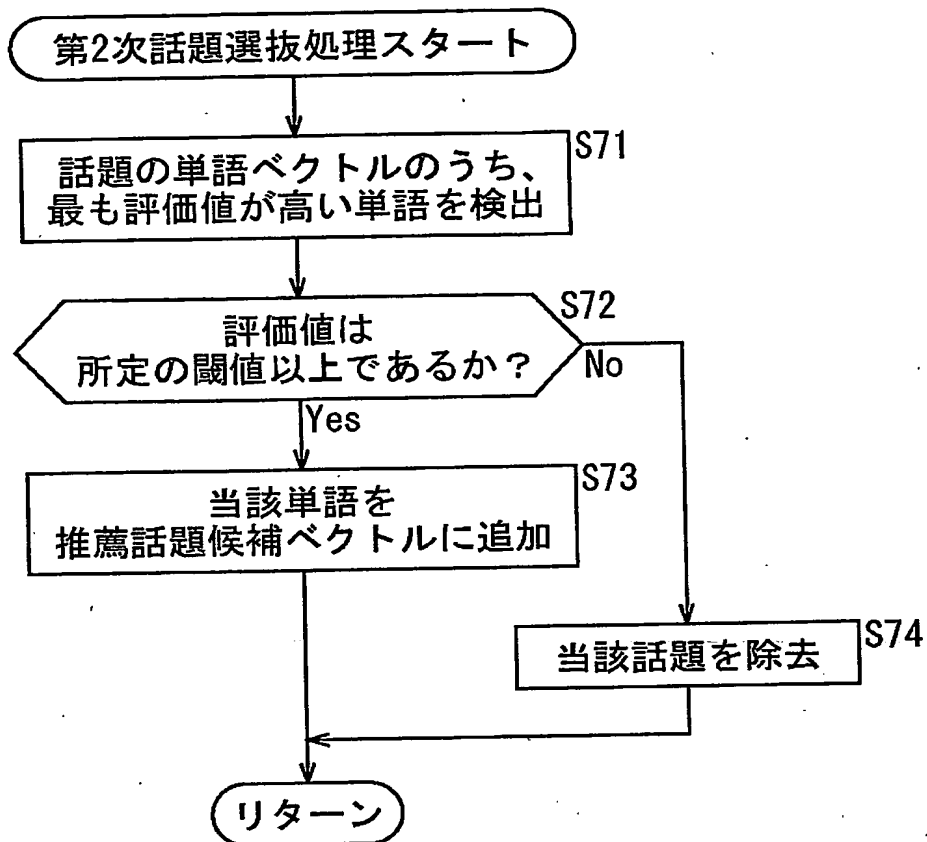 第2次話題選抜処理スタート
S71
話題の単語ベクトルのうち、
最も評価値が高い単語を検出
S72
評価値は
所定の閾値以上であるか？
No
Yes
S73
当該単語を
推薦話題候補ベクトルに追加
S74
当該話題を除去
リターン